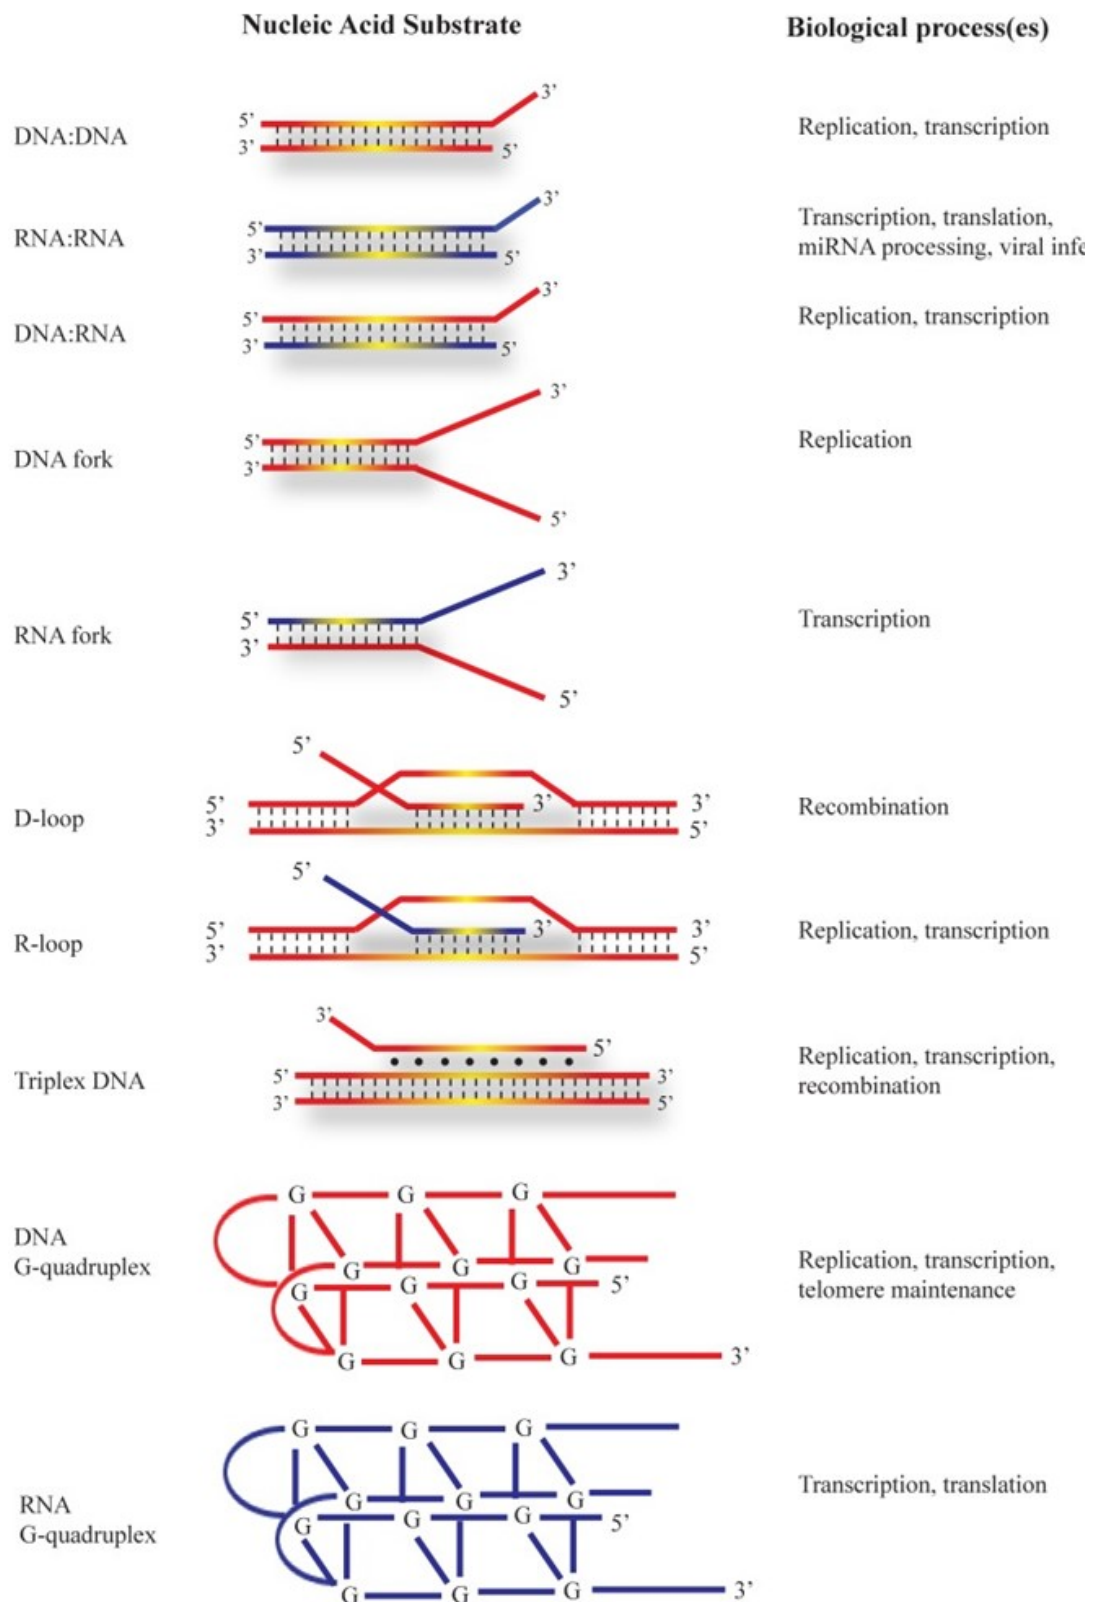 Nucleic Acid Substrate Biological process(es)
3’
5’
DNA:DNA Replication, transcription
3’ 5’
3’
Transcription, translation,
5’
RNA:RNA miRNA processing, viral infe
3’ 5’
3’
5’ Replication, transcription
DNA:RNA
3’ 5’
3’
5’ Replication
DNA fork
3’
5’
3’
5’ Transcription
RNA fork
3’
5’
5’
5’ 3’ 3’ Recombination
D-loop
3’ 5’
5’
5’ 3’ 3’ Replication, transcription
R-loop
3’ 5’
3’
5’
Replication, transcription,
Triplex DNA 5’ 3’ recombination
3’ 5’
G G G
DNA
G-quadruplex G G G Replication, transcription,
G G G 5’ telomere maintenance
G G G 3’
G G G
Transcription, translation
RNA G G G
G-quadruplex G G G 5’
G G G 3’